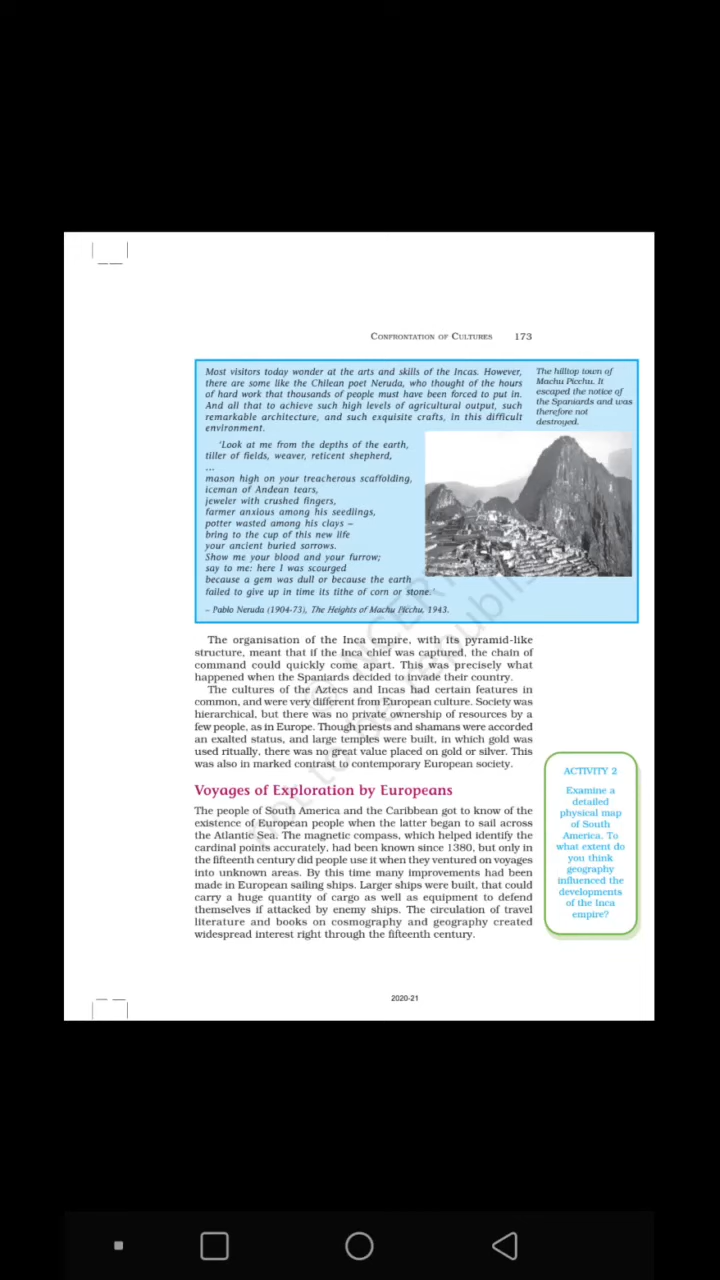 CONFRONTATION OF CULTURES 173
Most visitors today wonder at the arts and skills of the Incas. However,
there are some like the Chilean poet Neruda, who thought of the hours
of hard work that thousands of people must have been forced to put in.
And all that to achieve such high levels of agricultural output, such
remarkable architecture, and such exquisite crafts, in this difficult
environment.
'Look at me from the depths of the earth,
tiller of fields, weaver, reticent shepherd,
...
mason high on your treacherous scaffolding,
iceman of Andean tears,
jeweler with crushed fingers,
farmer anxious among his seedlings,
potter wasted among his clays –
bring to the cup of this new life
your ancient buried sorrows.
Show me your blood and your furrow;
say to me: here I was scourged
because a gem was dull or because the earth
failed to give up in time its tithe of corn or stone.'
– Pablo Neruda (1904-73), The Heights of Machu Picchu, 1943.
The hilltop town of
Machu Picchu. It
escaped the notice of
the Spaniards and was
therefore not
destroyed.
The organisation of the Inca empire, with its pyramid-like
structure, meant that if the Inca chief was captured, the chain of
command could quickly come apart. This was precisely what
happened when the Spaniards decided to invade their country.
The cultures of the Aztecs and Incas had certain features in
common, and were very different from European culture. Society was
hierarchical, but there was no private ownership of resources by a
few people, as in Europe. Though priests and shamans were accorded
an exalted status, and large temples were built, in which gold was
used ritually, there was no great value placed on gold or silver. This
was also in marked contrast to contemporary European society.
Voyages of Exploration by Europeans
The people of South America and the Caribbean got to know of the
existence of European people when the latter began to sail across
the Atlantic Sea. The magnetic compass, which helped identify the
cardinal points accurately, had been known since 1380, but only in
the fifteenth century did people use it when they ventured on voyages
into unknown areas. By this time many improvements had been
made in European sailing ships. Larger ships were built, that could
carry a huge quantity of cargo as well as equipment to defend
themselves if attacked by enemy ships. The circulation of travel
literature and books on cosmography and geography created
widespread interest right through the fifteenth century.
ACTIVITY 2
Examine a
detailed
physical map
of South
America. To
what extent do
you think
geography
influenced the
developments
of the Inca
empire?
2020-21